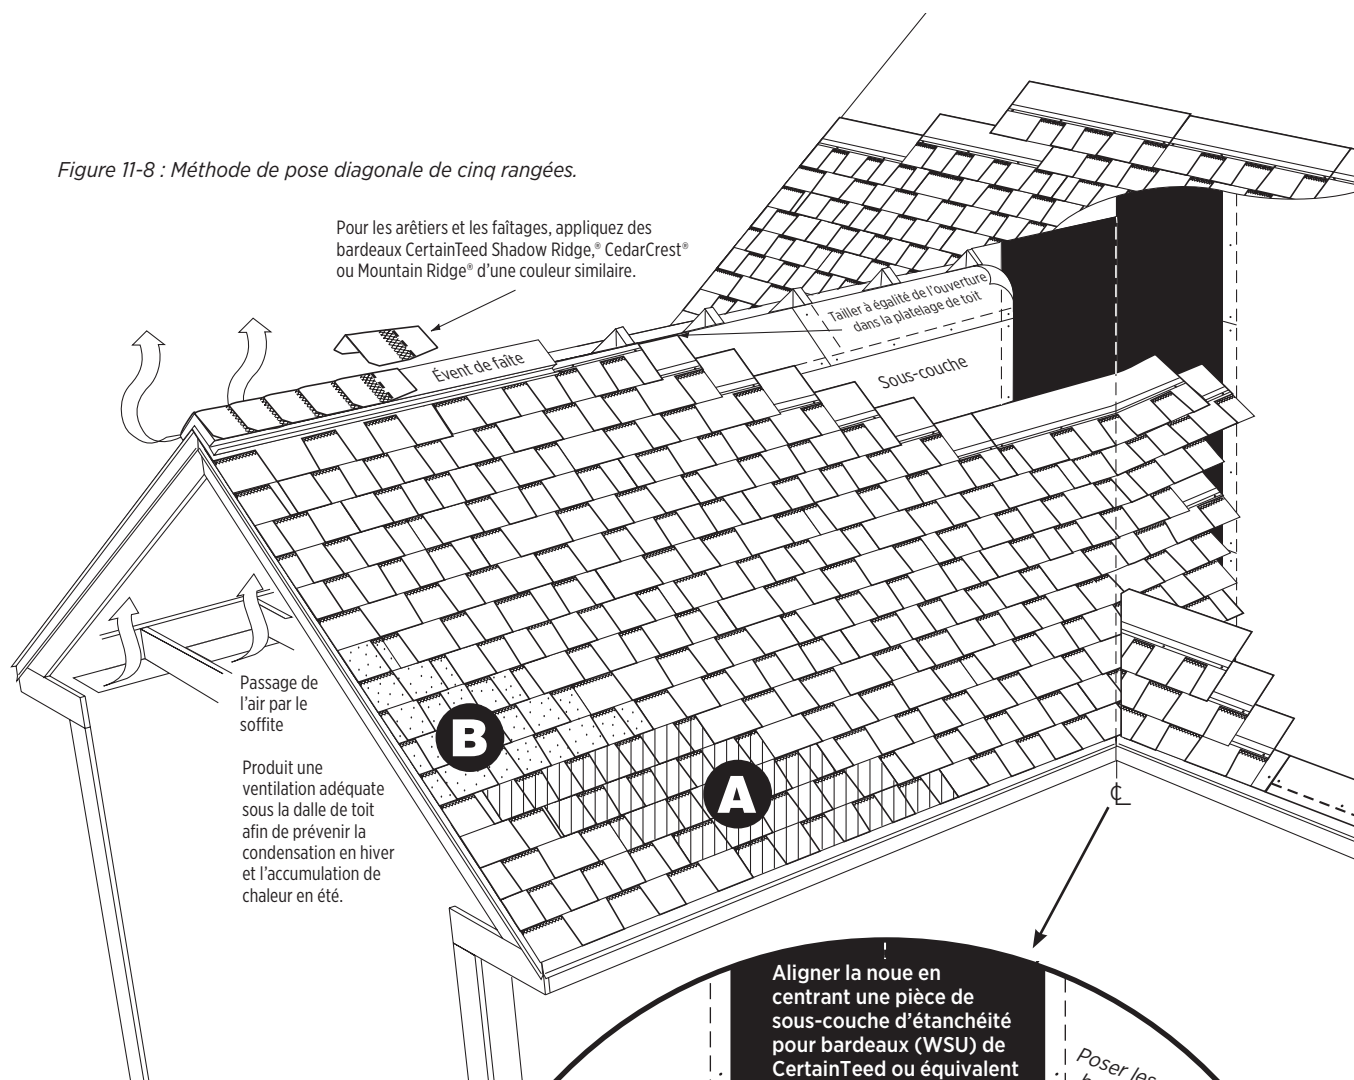 Figure 11-8 : Méthode de pose diagonale de cinq rangées.
Pour les arêtiers et les faîtages, appliquez des
bardeaux CertainTeed Shadow Ridge,® CedarCrest®
ou Mountain Ridge® d'une couleur similaire.
Tailler à égalité de l'ouverture
dans la platelage de toit
Évent de faîte
Sous-couche
Passage de
l'air par le
soffite
Produit une
ventilation adéquate
sous la dalle de toit
afin de prévenir la
condensation en hiver
et l'accumulation de
chaleur en été.
B
A
℄
Aligner la noue en
centrant une pièce de
sous-couche d'étanchéité
pour bardeaux (WSU) de
CertainTeed ou équivalent
Poser les